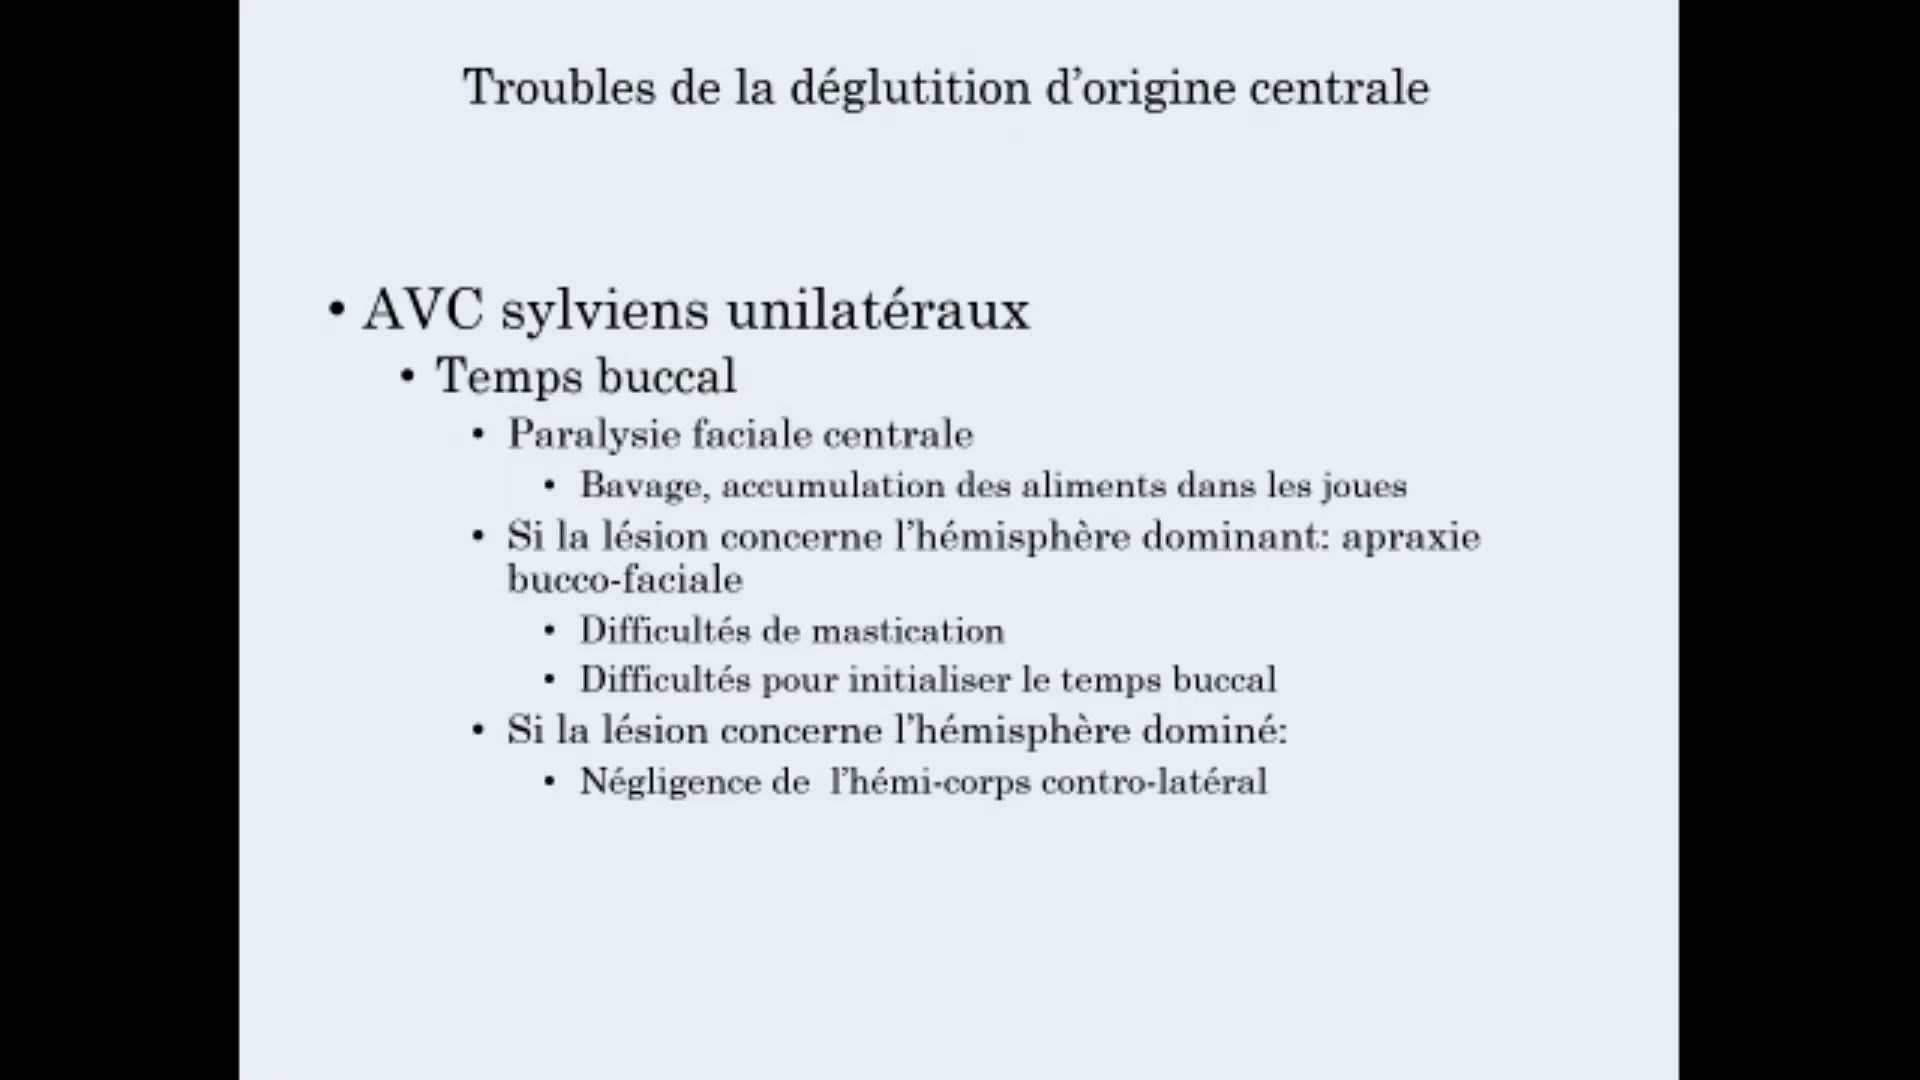 Troubles de la déglutition d’origine centrale
• AVC sylviens unilatéraux
• Temps buccal
• Paralysie faciale centrale
• Bavage, accumulation des aliments dans les joues
• Si la lésion concerne l’hémisphère dominant: apraxie
bucco-faciale
• Difficultés de mastication
• Difficultés pour initialiser le temps buccal
• Si la lésion concerne l’hémisphère dominé:
• Négligence de  l’hémi-corps contro-latéral